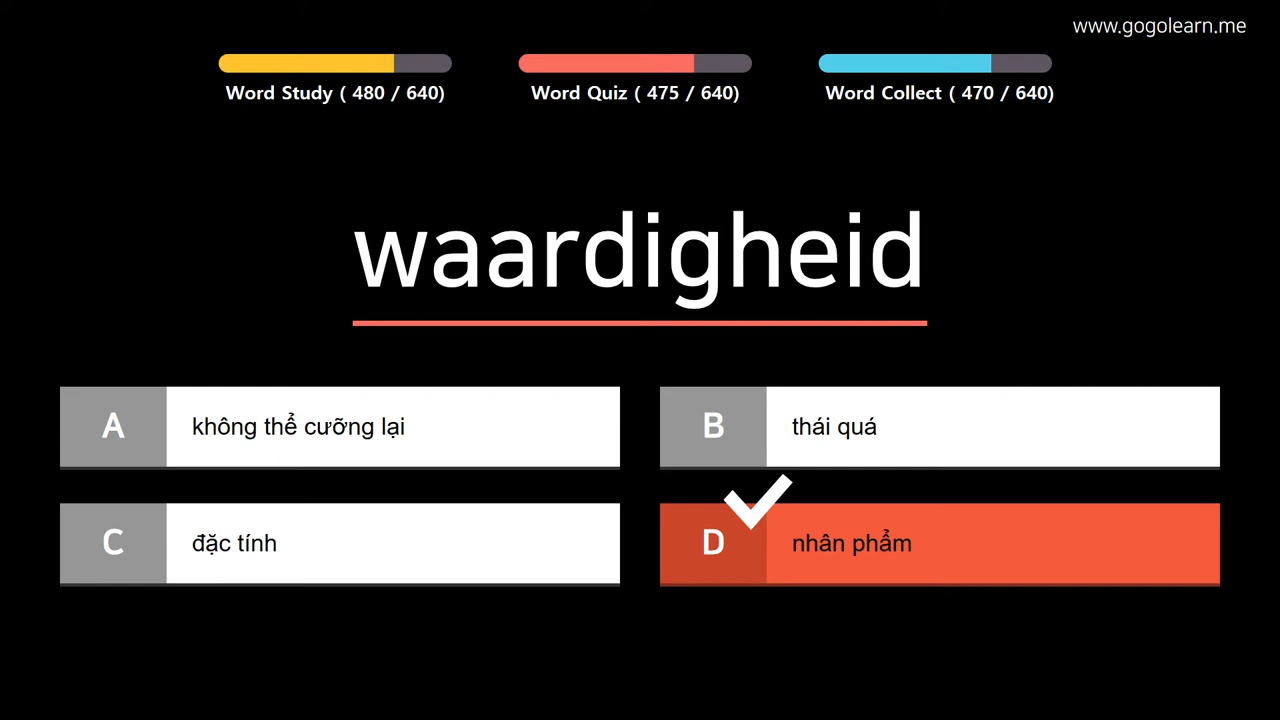 www.gogolearn.me
Word Study ( 480 / 640)
Word Quiz ( 475 / 640)
Word Collect ( 470 / 640)
waardigheid
A không thể cưỡng lại
B thái quá
C đặc tính
D nhân phẩm